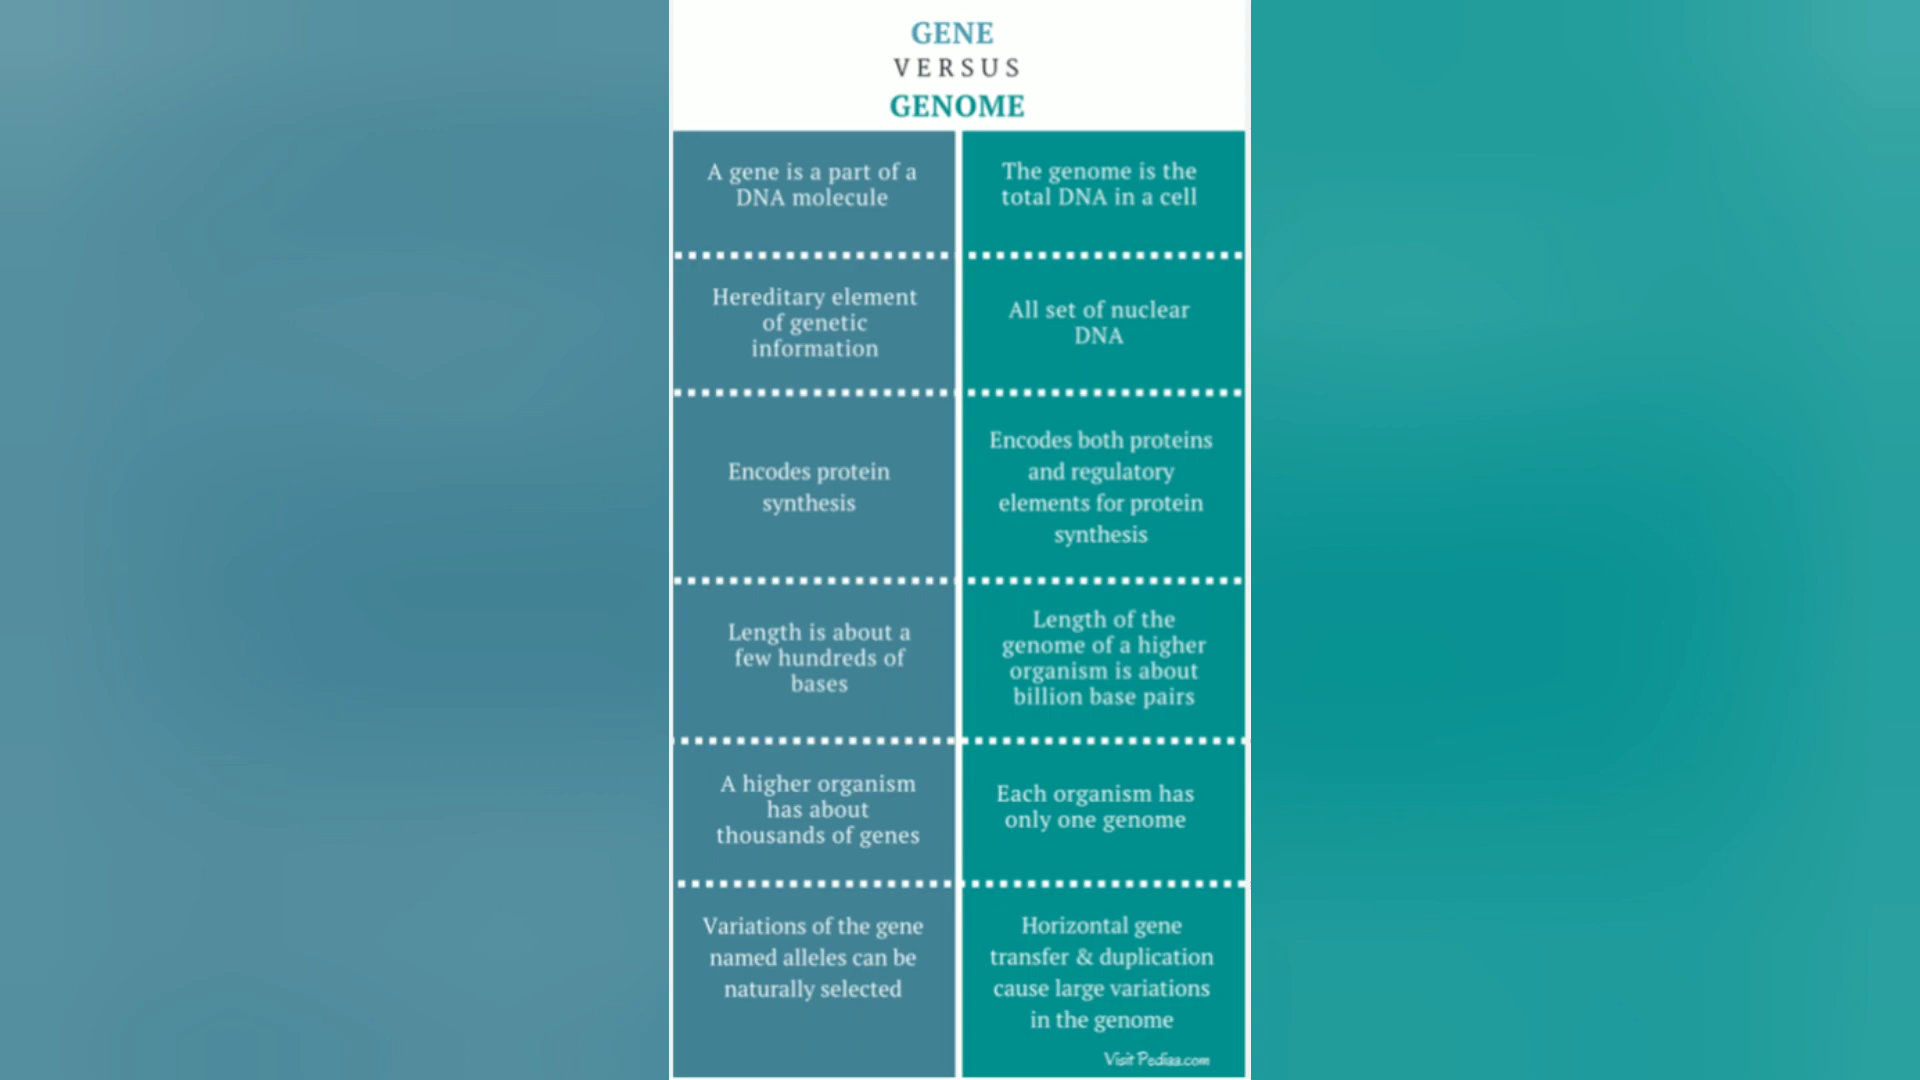 GENE
VERSUS
GENOME
A gene is a part of a
DNA molecule
The genome is the
total DNA in a cell
Hereditary element
of genetic
information
All set of nuclear
DNA
Encodes protein
synthesis
Encodes both proteins
and regulatory
elements for protein
synthesis
Length is about a
few hundreds of
bases
Length of the
genome of a higher
organism is about
billion base pairs
A higher organism
has about
thousands of genes
Each organism has
only one genome
Variations of the gene
named alleles can be
naturally selected
Horizontal gene
transfer & duplication
cause large variations
in the genome
Visit Pediaa.com